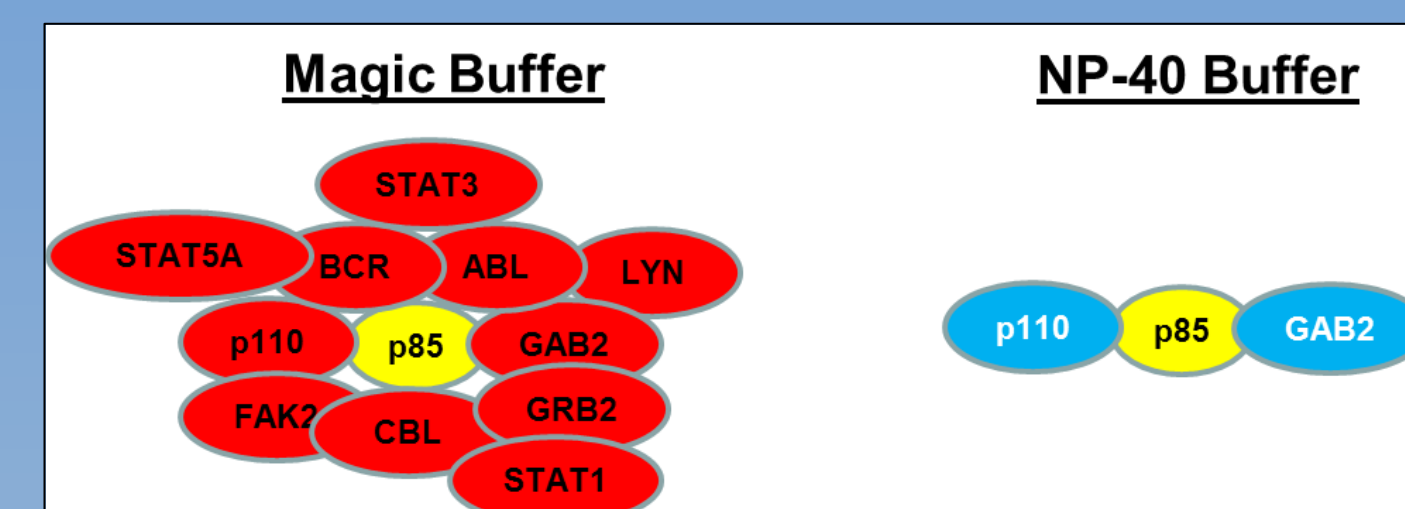 Magic Buffer
NP-40 Buffer
STAT3
STAT5A
BCR
ABL
LYN
p110
p85
GAB2
FAK2
CBL
GRB2
STAT1
p110
p85
GAB2